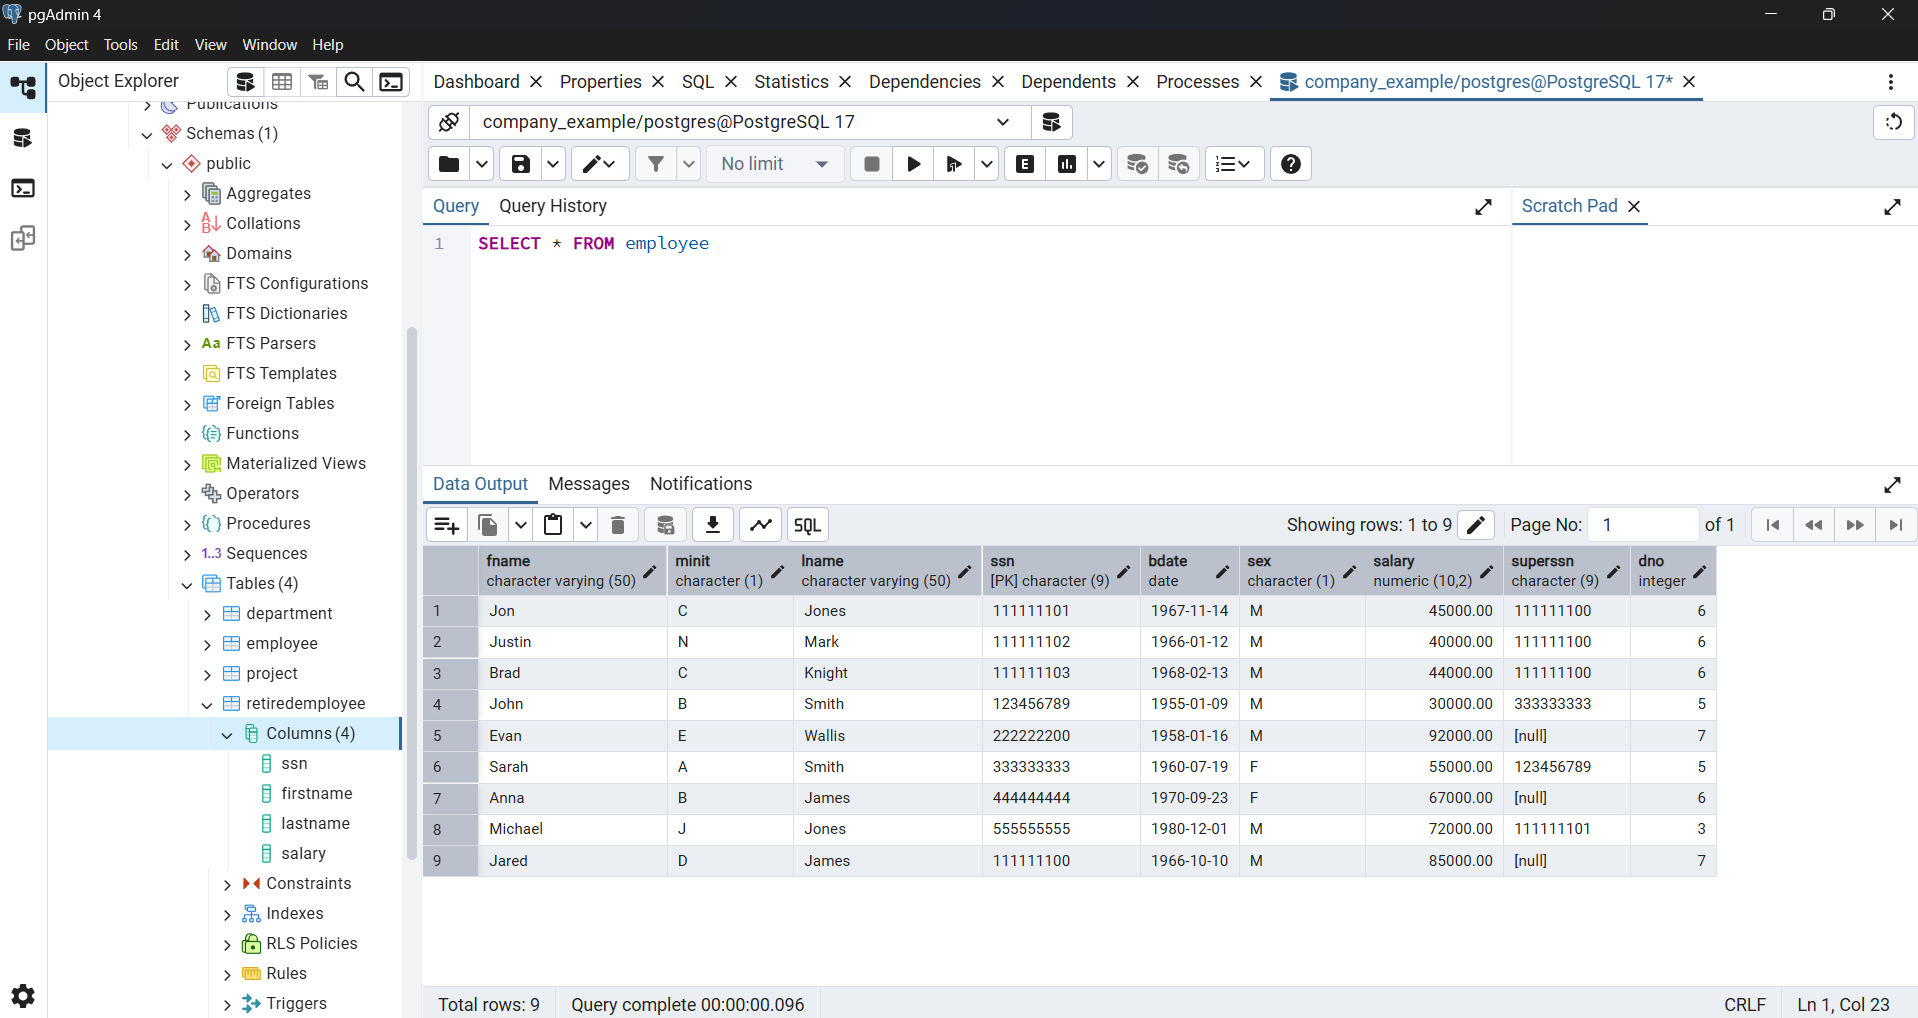 pgAdmin 4
File Object Tools Edit View Window Help
Object Explorer
Publications
Schemas (1)
public
Aggregates
Collations
Domains
FTS Configurations
FTS Dictionaries
Aa FTS Parsers
FTS Templates
Foreign Tables
Functions
Materialized Views
Operators
Procedures
1..3 Sequences
Tables (4)
department
employee
project
retiredemployee
Columns (4)
ssn
firstname
lastname
salary
Constraints
Indexes
RLS Policies
Rules
Triggers
Dashboard Properties SQL Statistics Dependencies Dependents Processes company_example/postgres@PostgreSQL 17*
company_example/postgres@PostgreSQL 17
No limit E
Query Query History Scratch Pad
1 SELECT * FROM employee
Data Output Messages Notifications
SQL Showing rows: 1 to 9 Page No: 1 of 1
fname minit lname ssn bdate sex salary superssn dno
character varying (50) character (1) character varying (50) [PK] character (9) date character (1) numeric (10,2) character (9) integer
1 Jon C Jones 111111101 1967-11-14 M 45000.00 111111100 6
2 Justin N Mark 111111102 1966-01-12 M 40000.00 111111100 6
3 Brad C Knight 111111103 1968-02-13 M 44000.00 111111100 6
4 John B Smith 123456789 1955-01-09 M 30000.00 333333333 5
5 Evan E Wallis 222222200 1958-01-16 M 92000.00 [null] 7
6 Sarah A Smith 333333333 1960-07-19 F 55000.00 123456789 5
7 Anna B James 444444444 1970-09-23 F 67000.00 [null] 6
8 Michael J Jones 555555555 1980-12-01 M 72000.00 111111101 3
9 Jared D James 111111100 1966-10-10 M 85000.00 [null] 7
Total rows: 9 Query complete 00:00:00.096 CRLF Ln 1, Col 23